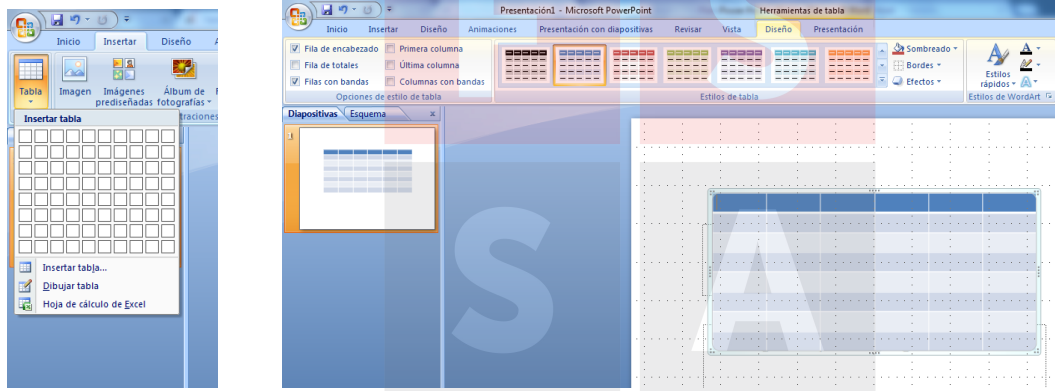 Inicio Insertar Diseño
Tabla Imagen Imágenes prediseñadas Álbum de fotografías
traciones
Insertar tabla
Insertar tabla...
Dibujar tabla
Hoja de cálculo de Excel
Presentación1 - Microsoft PowerPoint Herramientas de tabla
Inicio Insertar Diseño Animaciones Presentación con diapositivas Revisar Vista Diseño Presentación
Fila de encabezado Primera columna Sombreado
Fila de totales Última columna Bordes
Filas con bandas Columnas con bandas Efectos
Estilos rápidos
Opciones de estilo de tabla Estilos de tabla Estilos de WordArt
Diapositivas Esquema x
1
S A